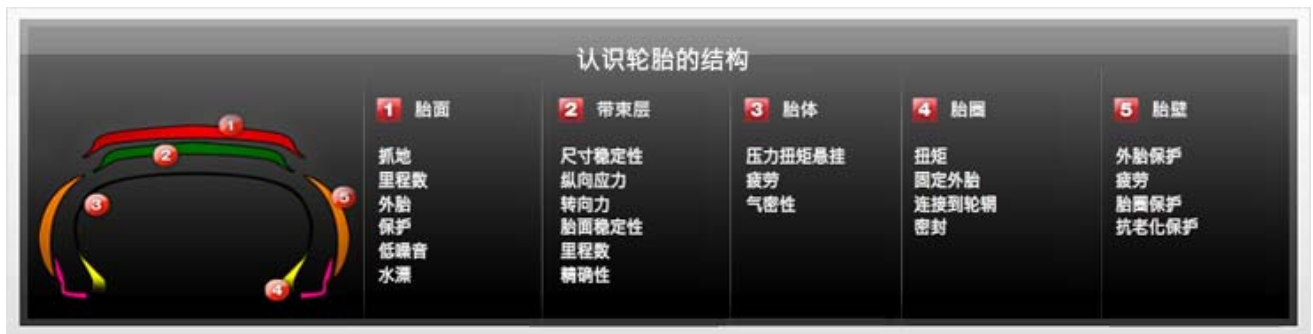 认识轮胎的结构
1 胎面
抓地
里程数
外胎
保护
低噪音
水漂
2 带束层
尺寸稳定性
纵向应力
转向力
胎面稳定性
里程数
精确性
3 胎体
压力扭矩悬挂
疲劳
气密性
4 胎圈
扭矩
固定外胎
连接到轮辋
密封
5 胎壁
外胎保护
疲劳
胎圈保护
抗老化保护
1
2
3
5
4